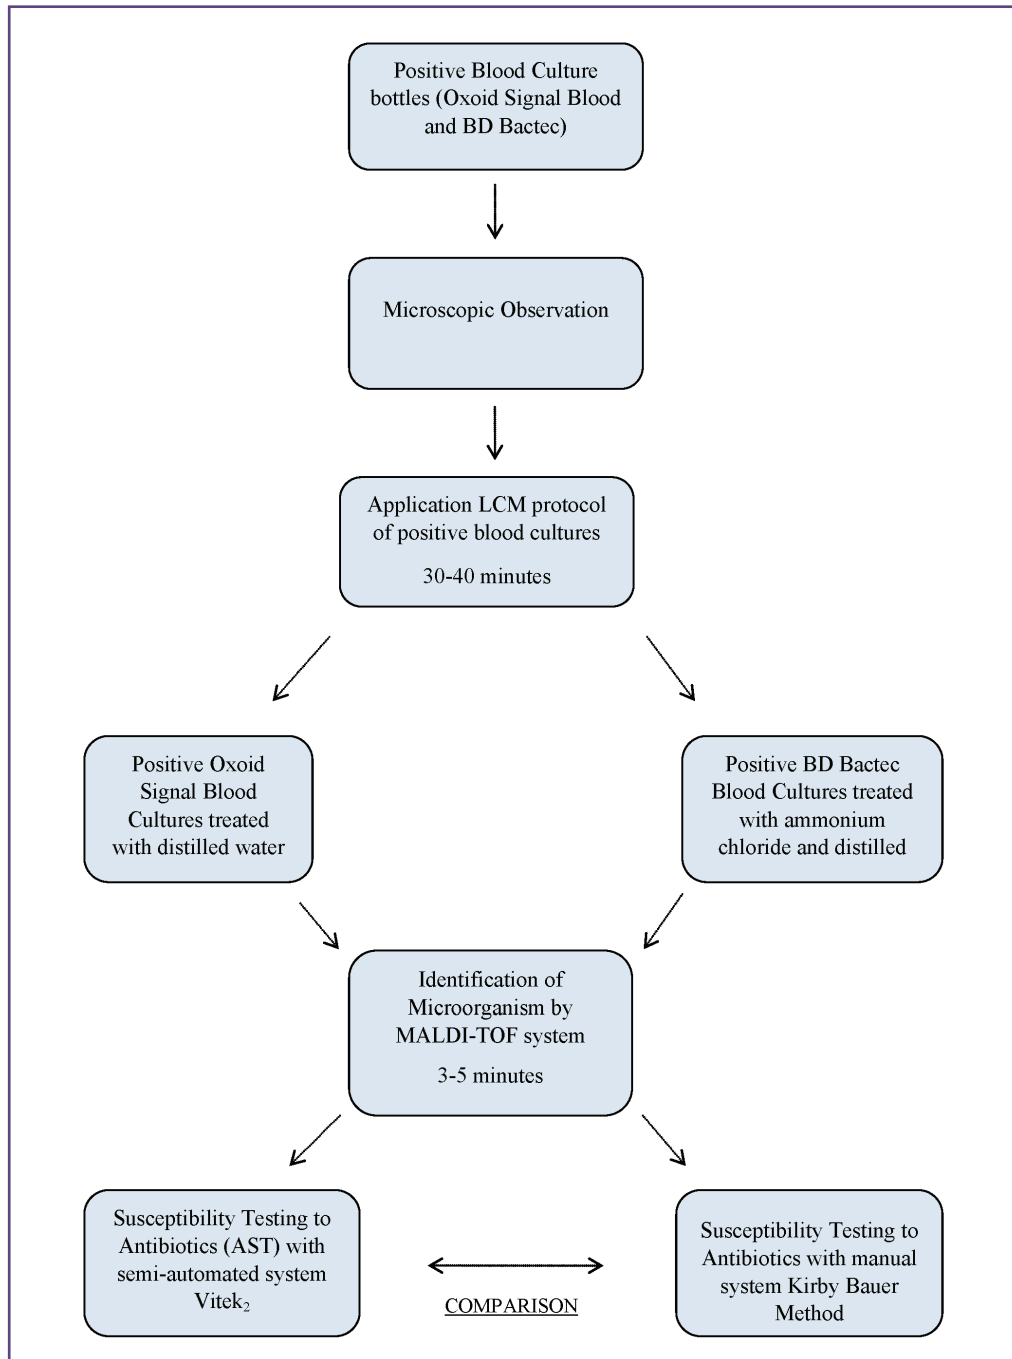 Positive Blood Culture
bottles (Oxoid Signal Blood
and BD Bactec)
Microscopic Observation
Application LCM protocol
of positive blood cultures
30-40 minutes
Positive Oxoid
Signal Blood
Cultures treated
with distilled water
Positive BD Bactec
Blood Cultures treated
with ammonium
chloride and distilled
Identification of
Microorganism by
MALDI-TOF system
3-5 minutes
Susceptibility Testing to
Antibiotics (AST) with
semi-automated system
Vitek₂
COMPARISON
Susceptibility Testing to
Antibiotics with manual
system Kirby Bauer
Method